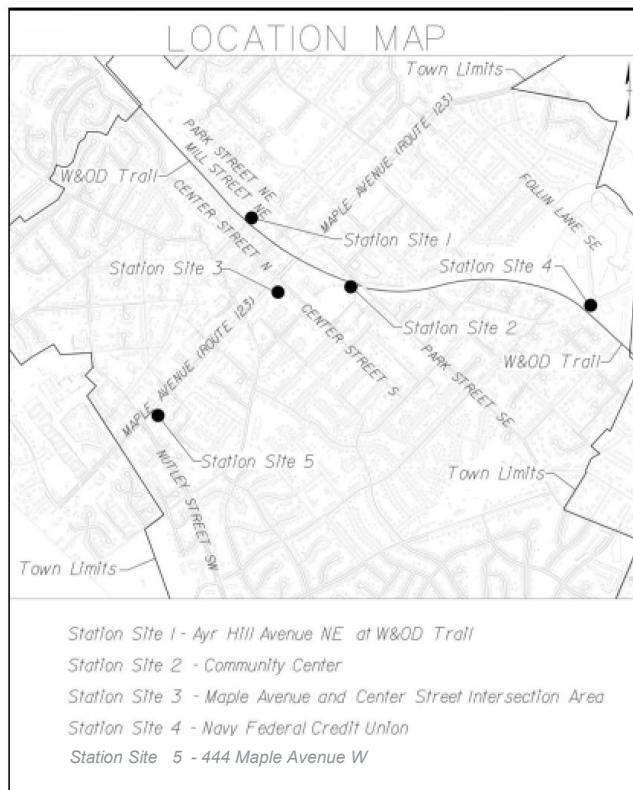 LOCATION MAP
Town Limits
PARK STREET NE
MILL STREET NE
MAPLE AVENUE (ROUTE 123)
W&OD Trail
CENTER STREET N
FOLLIN LANE SE
Station Site 1
Station Site 3
Station Site 4
MAPLE AVENUE (ROUTE 123)
CENTER STREET S
Station Site 2
PARK STREET SE
W&OD Trail
Station Site 5
NUTLEY STREET SW
Town Limits
Town Limits
Station Site 1 - Ayr Hill Avenue NE at W&OD Trail
Station Site 2 - Community Center
Station Site 3 - Maple Avenue and Center Street Intersection Area
Station Site 4 - Navy Federal Credit Union
Station Site 5 - 444 Maple Avenue W